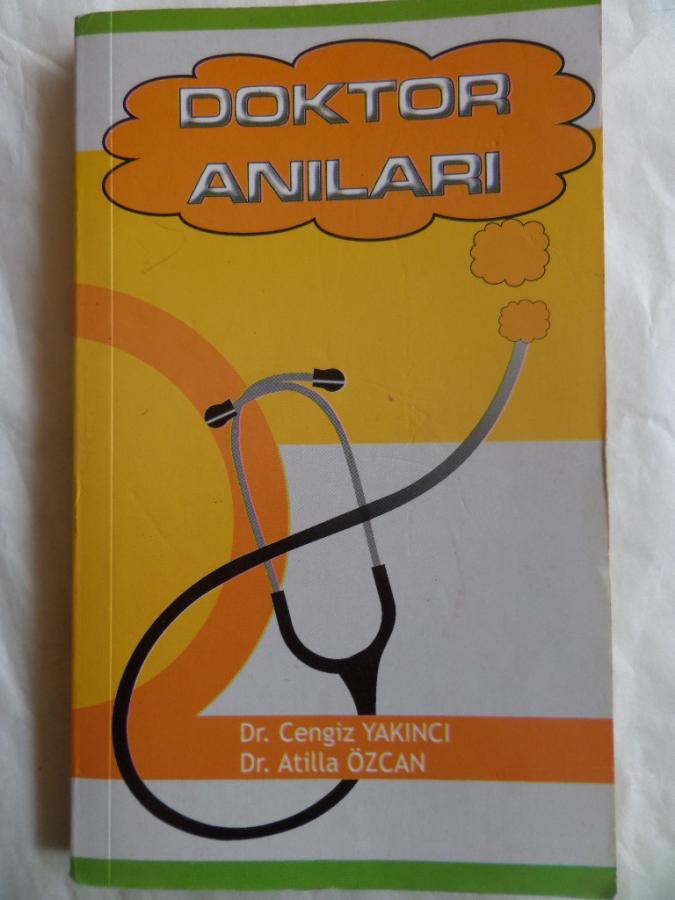 DOKTOR
ANILARI
Dr. Cengiz YAKINCI
Dr. Atilla ÖZCAN